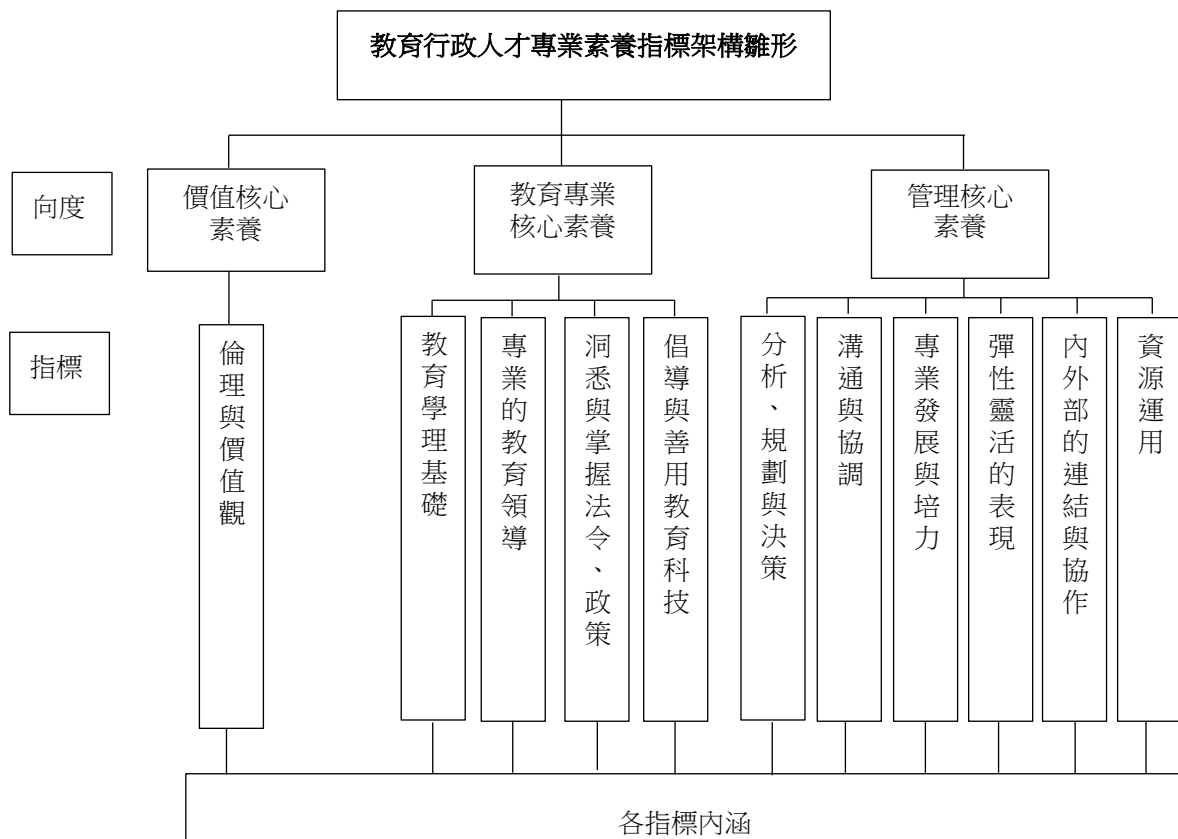 教育行政人才專業素養指標架構雛形
向度
價值核心
素養
教育專業
核心素養
管理核心
素養
指標
倫理與價值觀
教育學理基礎
專業的教育領導
洞悉與掌握法令、政策
倡導與善用教育科技
分析、規劃與決策
溝通與協調
專業發展與培力
彈性靈活的表現
內外部的連結與協作
資源運用
各指標內涵